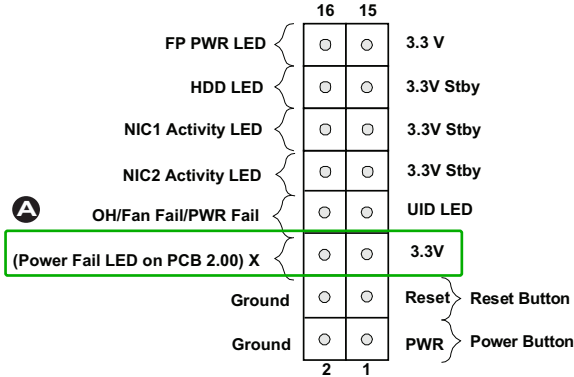 16 15
FP PWR LED 3.3 V
HDD LED 3.3V Stby
NIC1 Activity LED 3.3V Stby
NIC2 Activity LED 3.3V Stby
A
OH/Fan Fail/PWR Fail UID LED
(Power Fail LED on PCB 2.00) X 3.3V
Ground Reset Reset Button
Ground PWR Power Button
2 1